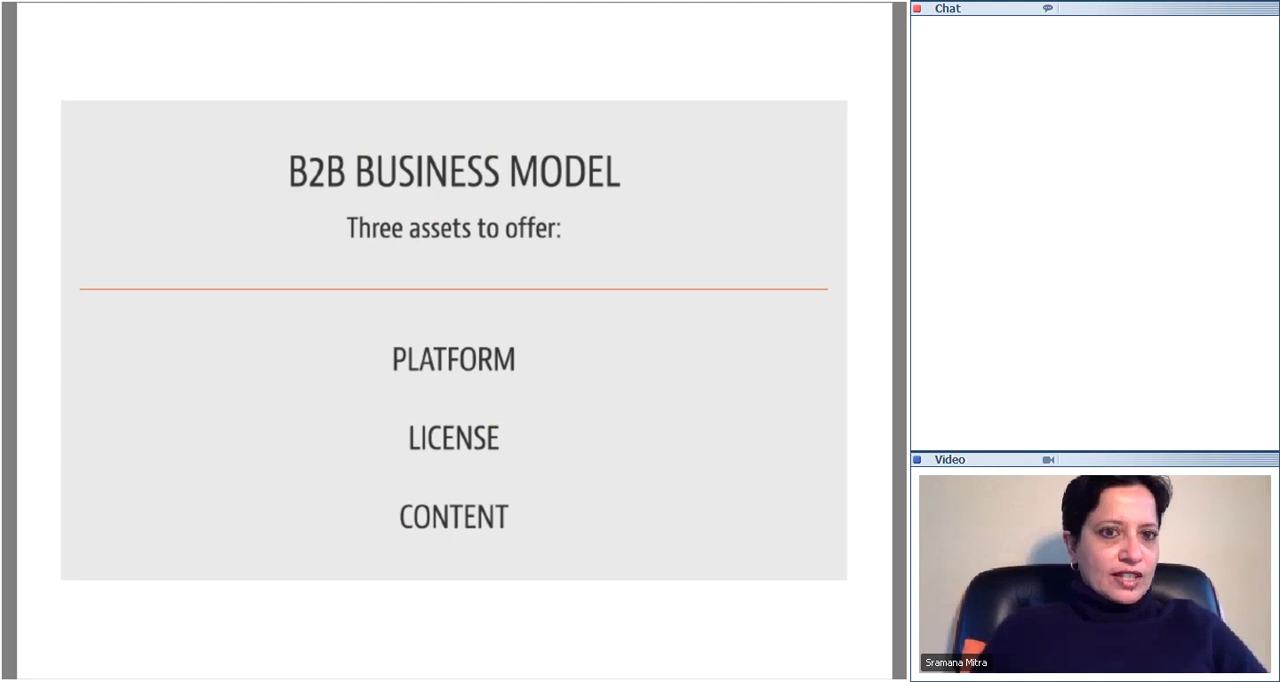 B2B BUSINESS MODEL
Three assets to offer:
PLATFORM
LICENSE
CONTENT
Chat
Video
Sramana Mitra